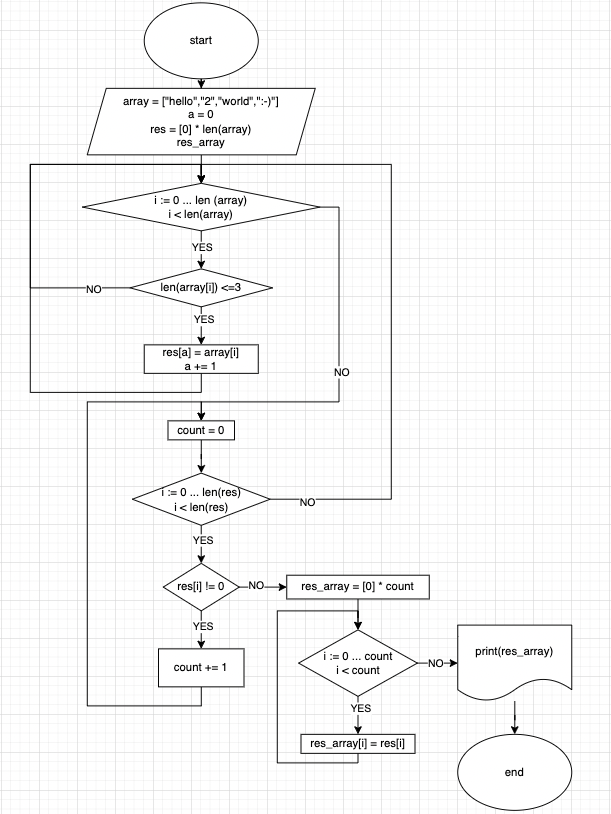 start
array = ["hello","2","world",":-)"]
a = 0
res = [0] * len(array)
res_array
i := 0 ... len (array)
i < len(array)
YES
len(array[i]) <=3
NO
YES
res[a] = array[i]
a += 1
NO
count = 0
i := 0 ... len(res)
i < len(res)
NO
YES
res[i] != 0
NO
res_array = [0] * count
YES
count += 1
i := 0 ... count
i < count
NO
print(res_array)
YES
res_array[i] = res[i]
end